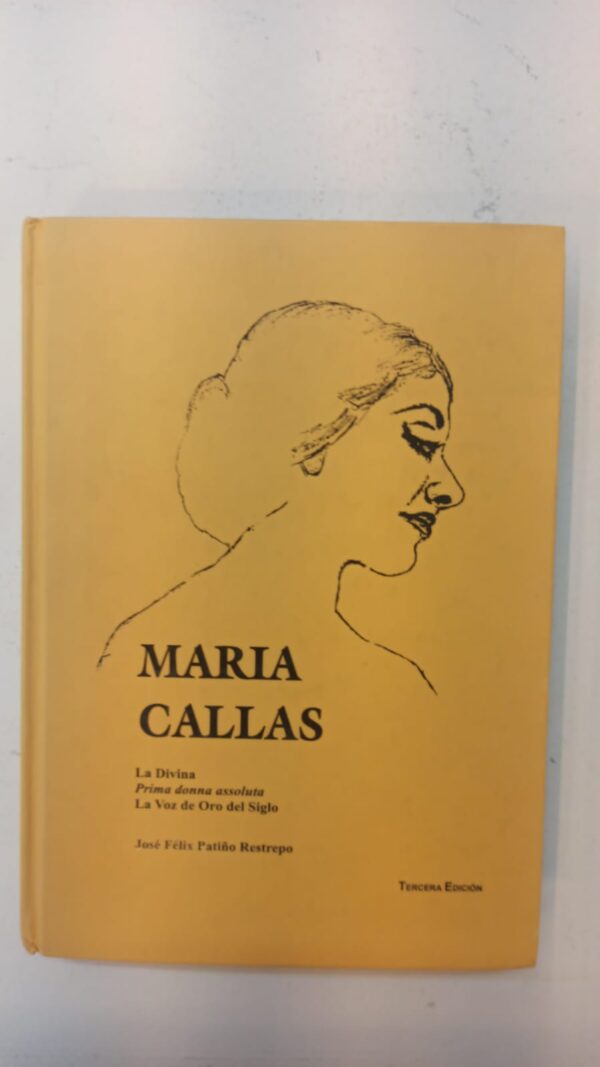 MARIA
CALLAS
La Divina
Prima donna assoluta
La Voz de Oro del Siglo
José Félix Patiño Restrepo
TERCERA EDICIÓN